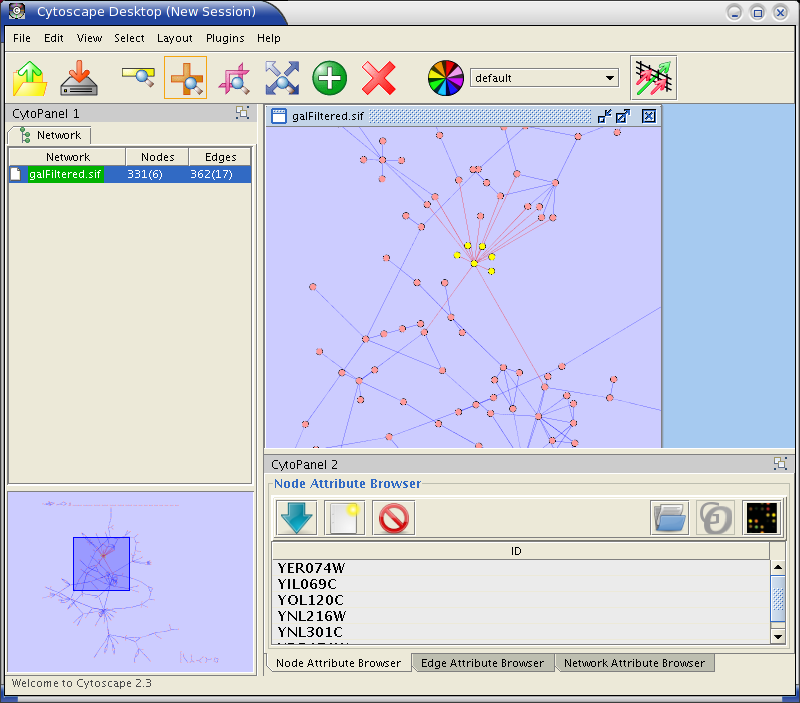 Cytoscape Desktop (New Session)
File Edit View Select Layout Plugins Help
default
CytoPanel 1
Network
Network Nodes Edges
galFiltered.sif 331(6) 362(17)
galFiltered.sif
CytoPanel 2
Node Attribute Browser
ID
YER074W
YIL069C
YOL120C
YNL216W
YNL301C
Node Attribute Browser Edge Attribute Browser Network Attribute Browser
Welcome to Cytoscape 2.3